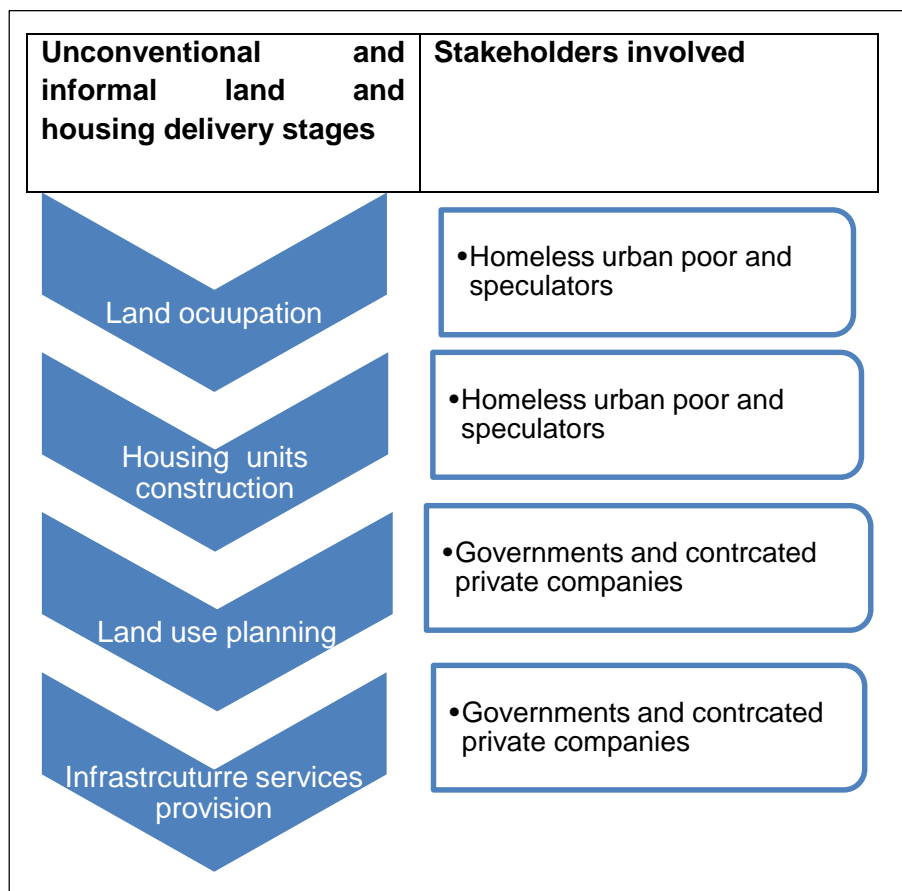 Unconventional and
informal land and
housing delivery stages
Stakeholders involved
Land ocuupation
•Homeless urban poor and
speculators
Housing units
construction
•Homeless urban poor and
speculators
Land use planning
•Governments and contrcated
private companies
Infrastrcuturre services
provision
•Governments and contrcated
private companies